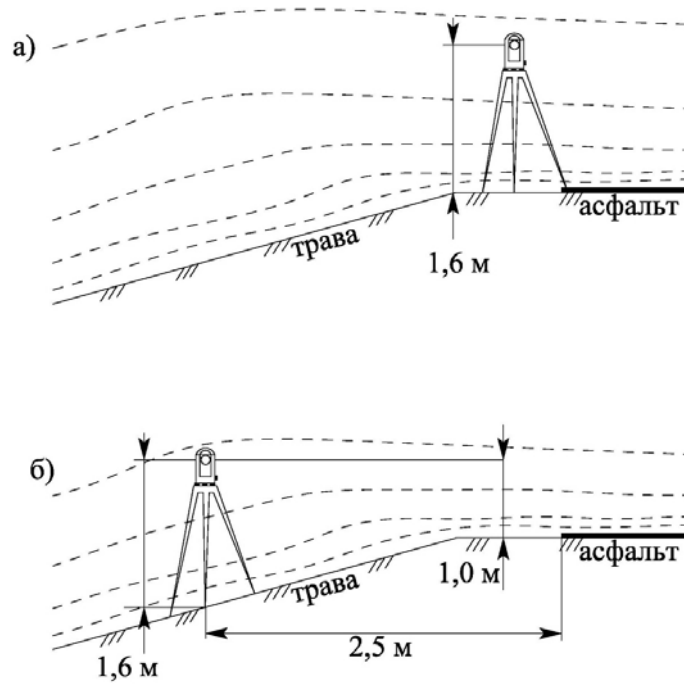 а)
асфальт
трава
1,6 м
б)
асфальт
1,0 м
трава
2,5 м
1,6 м